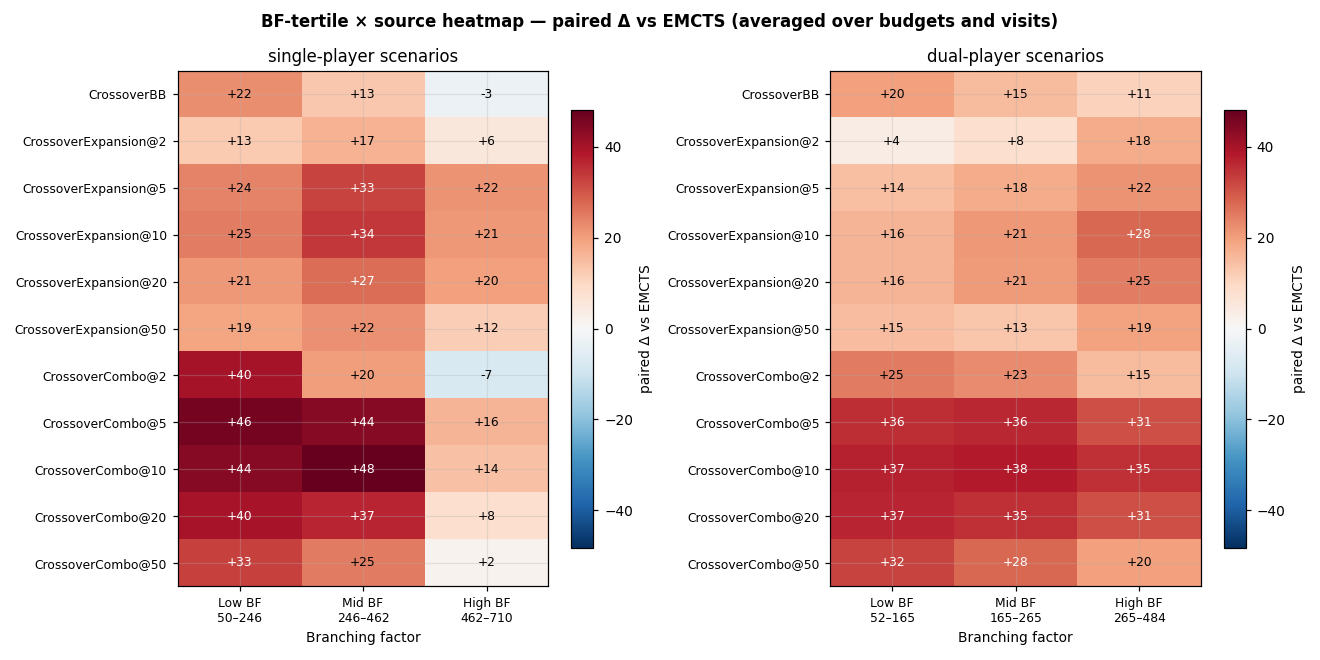 BF-tertile × source heatmap — paired Δ vs EMCTS (averaged over budgets and visits)
single-player scenarios
CrossoverBB +22 +13 -3
CrossoverExpansion@2 +13 +17 +6
CrossoverExpansion@5 +24 +33 +22
CrossoverExpansion@10 +25 +34 +21
CrossoverExpansion@20 +21 +27 +20
CrossoverExpansion@50 +19 +22 +12
CrossoverCombo@2 +40 +20 -7
CrossoverCombo@5 +46 +44 +16
CrossoverCombo@10 +44 +48 +14
CrossoverCombo@20 +40 +37 +8
CrossoverCombo@50 +33 +25 +2
Low BF Mid BF High BF
50–246 246–462 462–710
Branching factor
40
20
0
−20
−40
paired Δ vs EMCTS
dual-player scenarios
CrossoverBB +20 +15 +11
CrossoverExpansion@2 +4 +8 +18
CrossoverExpansion@5 +14 +18 +22
CrossoverExpansion@10 +16 +21 +28
CrossoverExpansion@20 +16 +21 +25
CrossoverExpansion@50 +15 +13 +19
CrossoverCombo@2 +25 +23 +15
CrossoverCombo@5 +36 +36 +31
CrossoverCombo@10 +37 +38 +35
CrossoverCombo@20 +37 +35 +31
CrossoverCombo@50 +32 +28 +20
Low BF Mid BF High BF
52–165 165–265 265–484
Branching factor
40
20
0
−20
−40
paired Δ vs EMCTS